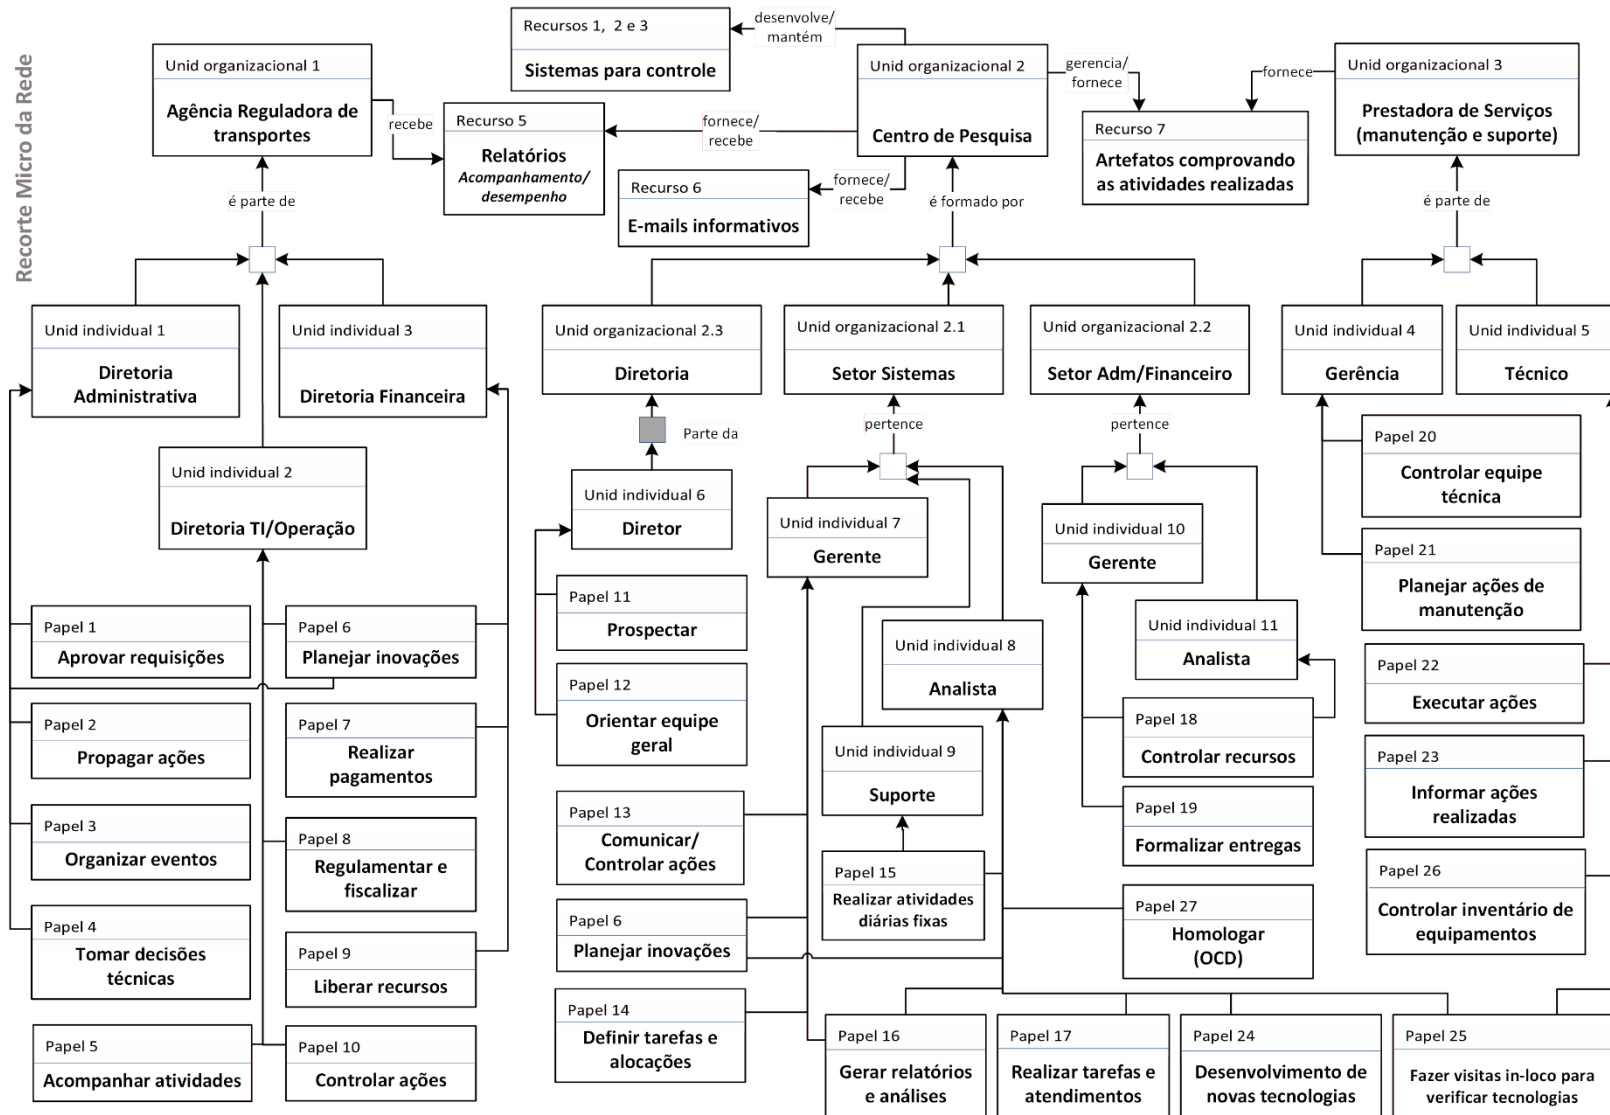 Recorte Micro da Rede
Recursos 1, 2 e 3
Sistemas para controle
desenvolve/
mantém
Unid organizacional 1
Agência Reguladora de
transportes
recebe
Recurso 5
Relatórios
Acompanhamento/
desempenho
fornece/
recebe
Unid organizacional 2
Centro de Pesquisa
gerencia/
fornece
fornece
Unid organizacional 3
Prestadora de Serviços
(manutenção e suporte)
Recurso 7
Artefatos comprovando
as atividades realizadas
Recurso 6
E-mails informativos
fornece/
recebe
é parte de
é formado por
é parte de
Unid individual 1
Diretoria
Administrativa
Unid individual 3
Diretoria Financeira
Unid organizacional 2.3
Diretoria
Unid organizacional 2.1
Setor Sistemas
Unid organizacional 2.2
Setor Adm/Financeiro
Unid individual 4
Gerência
Unid individual 5
Técnico
Parte da
pertence
pertence
Unid individual 2
Diretoria TI/Operação
Unid individual 6
Diretor
Unid individual 7
Gerente
Unid individual 10
Gerente
Papel 20
Controlar equipe
técnica
Papel 21
Planejar ações de
manutenção
Papel 1
Aprovar requisições
Papel 6
Planejar inovações
Papel 11
Prospectar
Unid individual 8
Analista
Unid individual 11
Analista
Papel 22
Executar ações
Papel 2
Propagar ações
Papel 7
Realizar
pagamentos
Papel 12
Orientar equipe
geral
Unid individual 9
Suporte
Papel 18
Controlar recursos
Papel 23
Informar ações
realizadas
Papel 3
Organizar eventos
Papel 8
Regulamentar e
fiscalizar
Papel 13
Comunicar/
Controlar ações
Papel 15
Realizar atividades
diárias fixas
Papel 19
Formalizar entregas
Papel 26
Controlar inventário de
equipamentos
Papel 4
Tomar decisões
técnicas
Papel 9
Liberar recursos
Papel 6
Planejar inovações
Papel 27
Homologar
(OCD)
Papel 5
Acompanhar atividades
Papel 10
Controlar ações
Papel 14
Definir tarefas e
alocações
Papel 16
Gerar relatórios
e análises
Papel 17
Realizar tarefas e
atendimentos
Papel 24
Desenvolvimento de
novas tecnologias
Papel 25
Fazer visitas in-loco para
verificar tecnologias